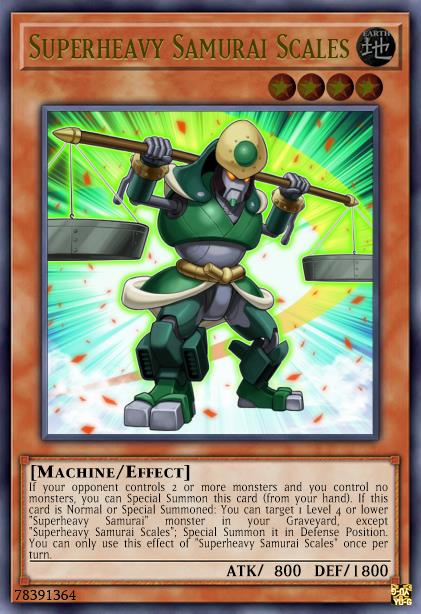 Superheavy Samurai Scales
EARTH
地
[Machine/Effect]
If your opponent controls 2 or more monsters and you control no
monsters, you can Special Summon this card (from your hand). If this
card is Normal or Special Summoned: You can target 1 Level 4 or lower
"Superheavy Samurai" monster in your Graveyard, except
"Superheavy Samurai Scales"; Special Summon it in Defense Position.
You can only use this effect of "Superheavy Samurai Scales" once per
turn.
ATK/ 800 DEF/1800
78391364